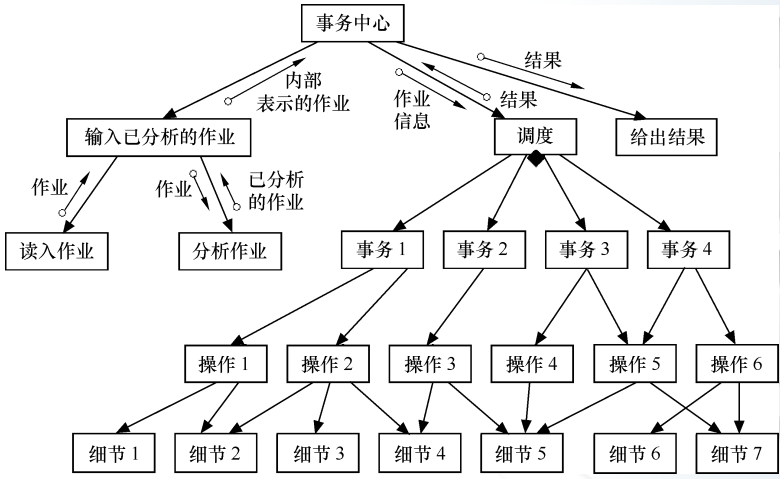 事务中心
内部
表示的作业
作业
信息
结果
结果
输入已分析的作业
调度
给出结果
作业
作业
已分析
的作业
读入作业
分析作业
事务 1
事务 2
事务 3
事务 4
操作 1
操作 2
操作 3
操作 4
操作 5
操作 6
细节 1
细节 2
细节 3
细节 4
细节 5
细节 6
细节 7